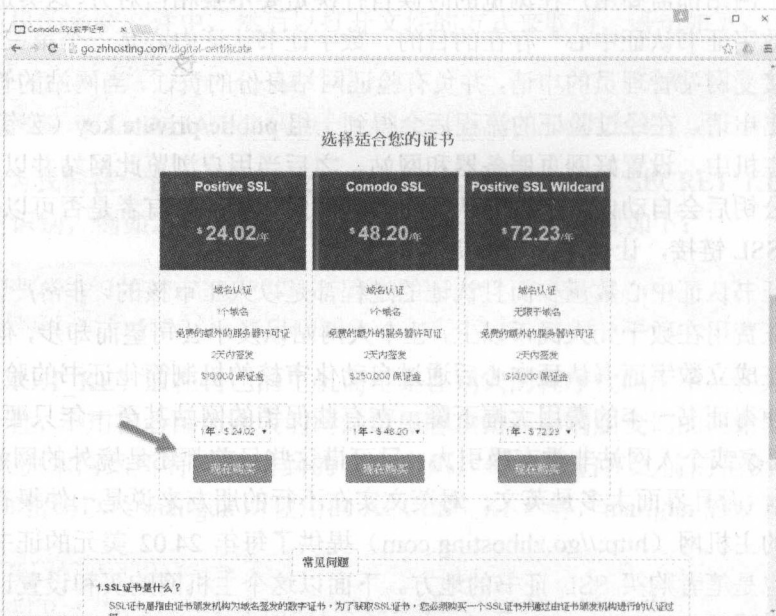 Comodo SSL数字证书
go.zhhosting.com/digital-certificate
选择适合您的证书
Positive SSL
$24.02/年
域名认证
1个域名
免费的额外的服务器许可证
2天内签发
$10,000 保证金
1年 - $ 24.02
现在购买
Comodo SSL
$48.20/年
域名认证
1个域名
免费的额外的服务器许可证
2天内签发
$250,000 保证金
1年 - $ 48.20
现在购买
Positive SSL Wildcard
$72.23/年
域名认证
无限子域名
免费的额外的服务器许可证
2天内签发
$10,000 保证金
1年 - $ 72.23
现在购买
常见问题
1.SSL证书是什么?
SSL证书是指由证书颁发机构为域名签发的数字证书,为了获取SSL证书,您必须购买一个SSL证书并通过由证书颁发机构进行的认证过程